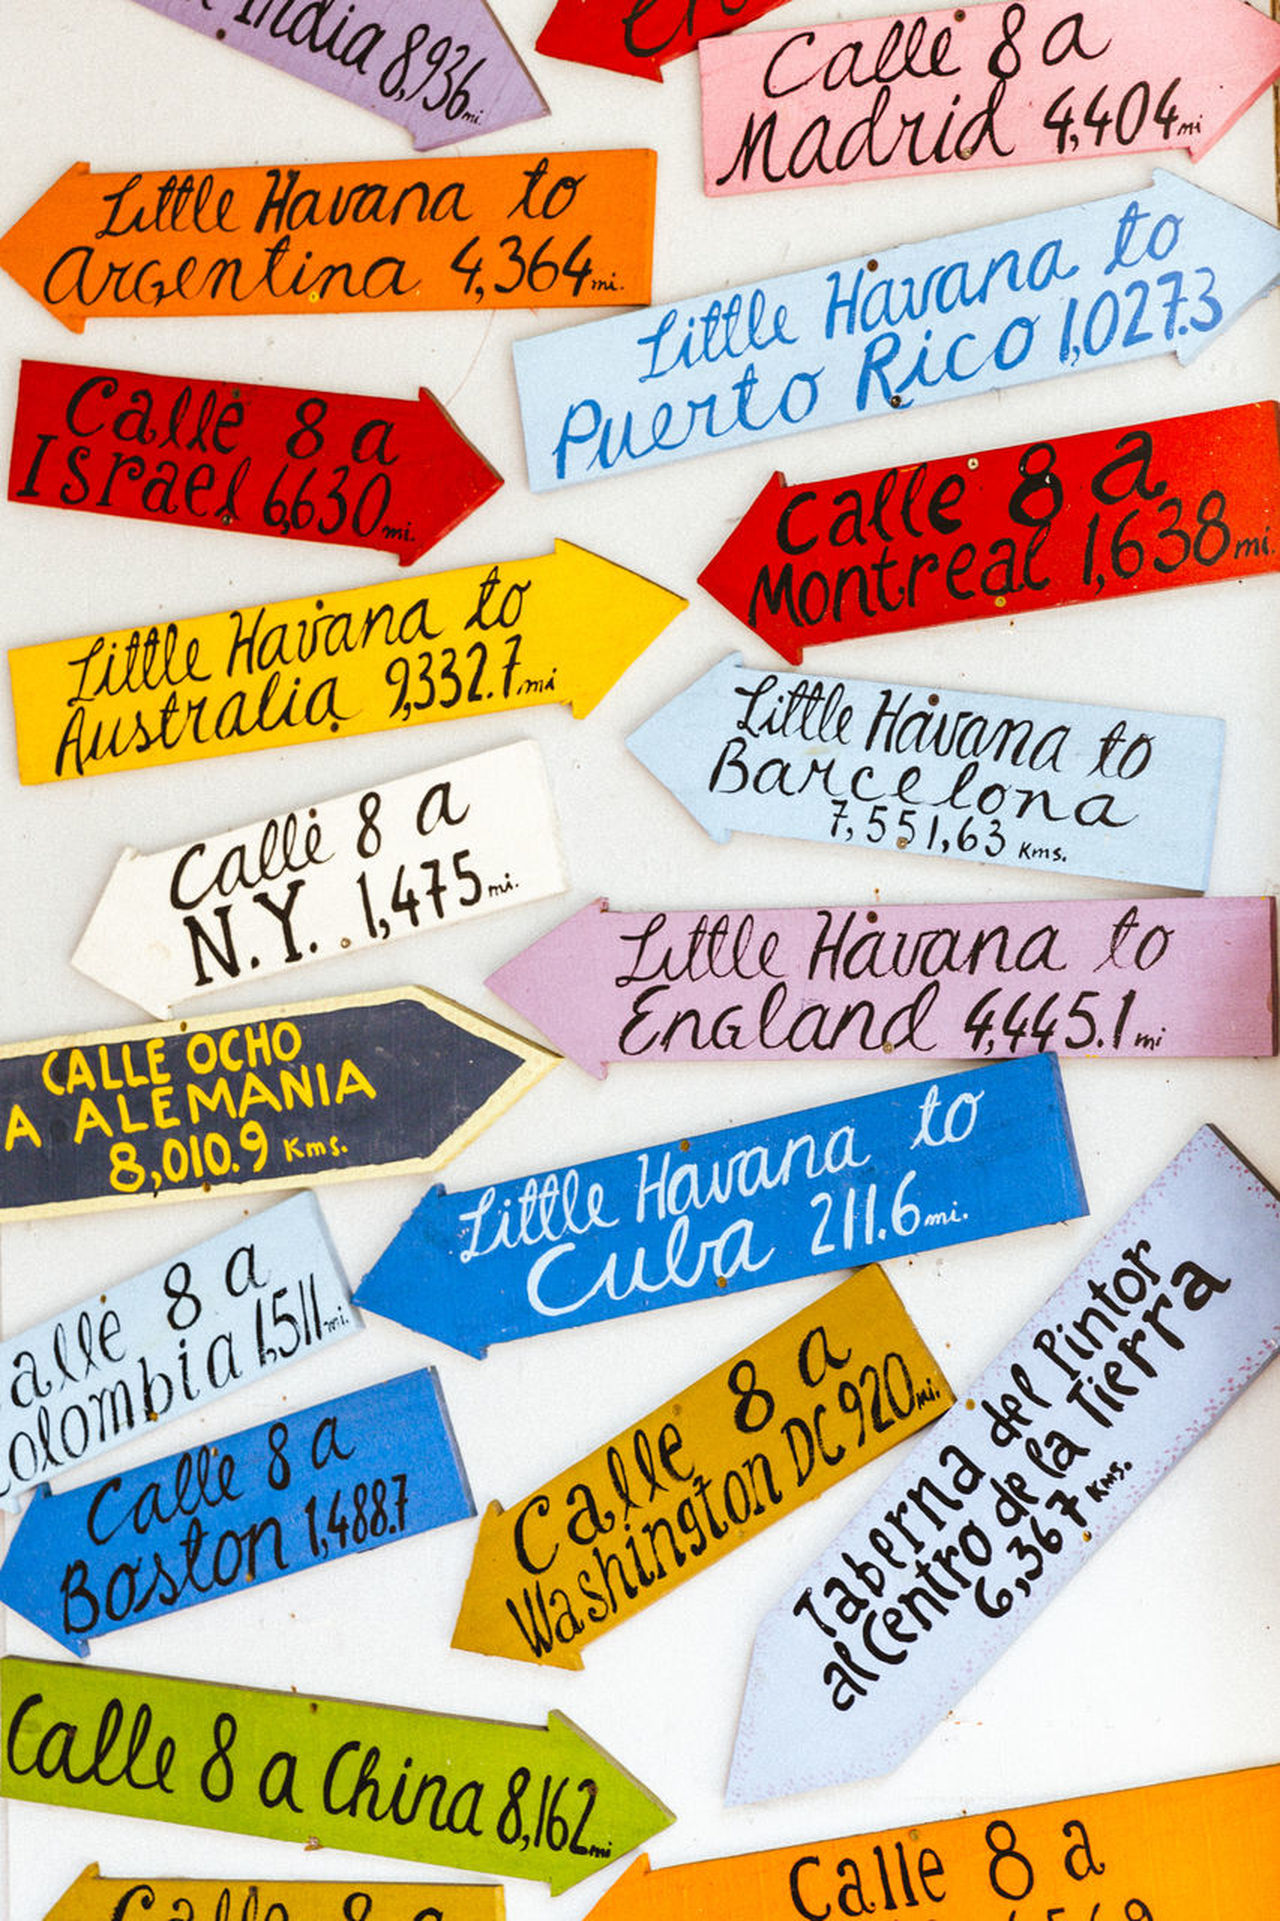 India 8,936 mi.
Calle 8 a
Madrid 4,404 mi
Little Havana to
Argentina 4,364 mi.
Little Havana to
Puerto Rico 1,027.3
Calle 8 a
Israel 6,630 mi.
Calle 8 a
Montreal 1,638 mi.
Little Havana to
Australia 9,332.7 mi
Little Havana to
Barcelona
7,551,63 Kms.
Calle 8 a
N.Y. 1,475 mi.
Little Havana to
England 4,445.1 mi
CALLE OCHO
A ALEMANIA
8,010.9 Kms.
Little Havana to
Cuba 211.6 mi.
alle 8 a
olombia 1,511 mi.
Calle 8 a
Boston 1,488.7
Calle 8 a
Washington DC 920 mi.
Taberna del Pintor
al Centro de la Tierra
6,367 Kms.
Calle 8 a China 8,162 mi
Calle 8 a
Calle 8 a